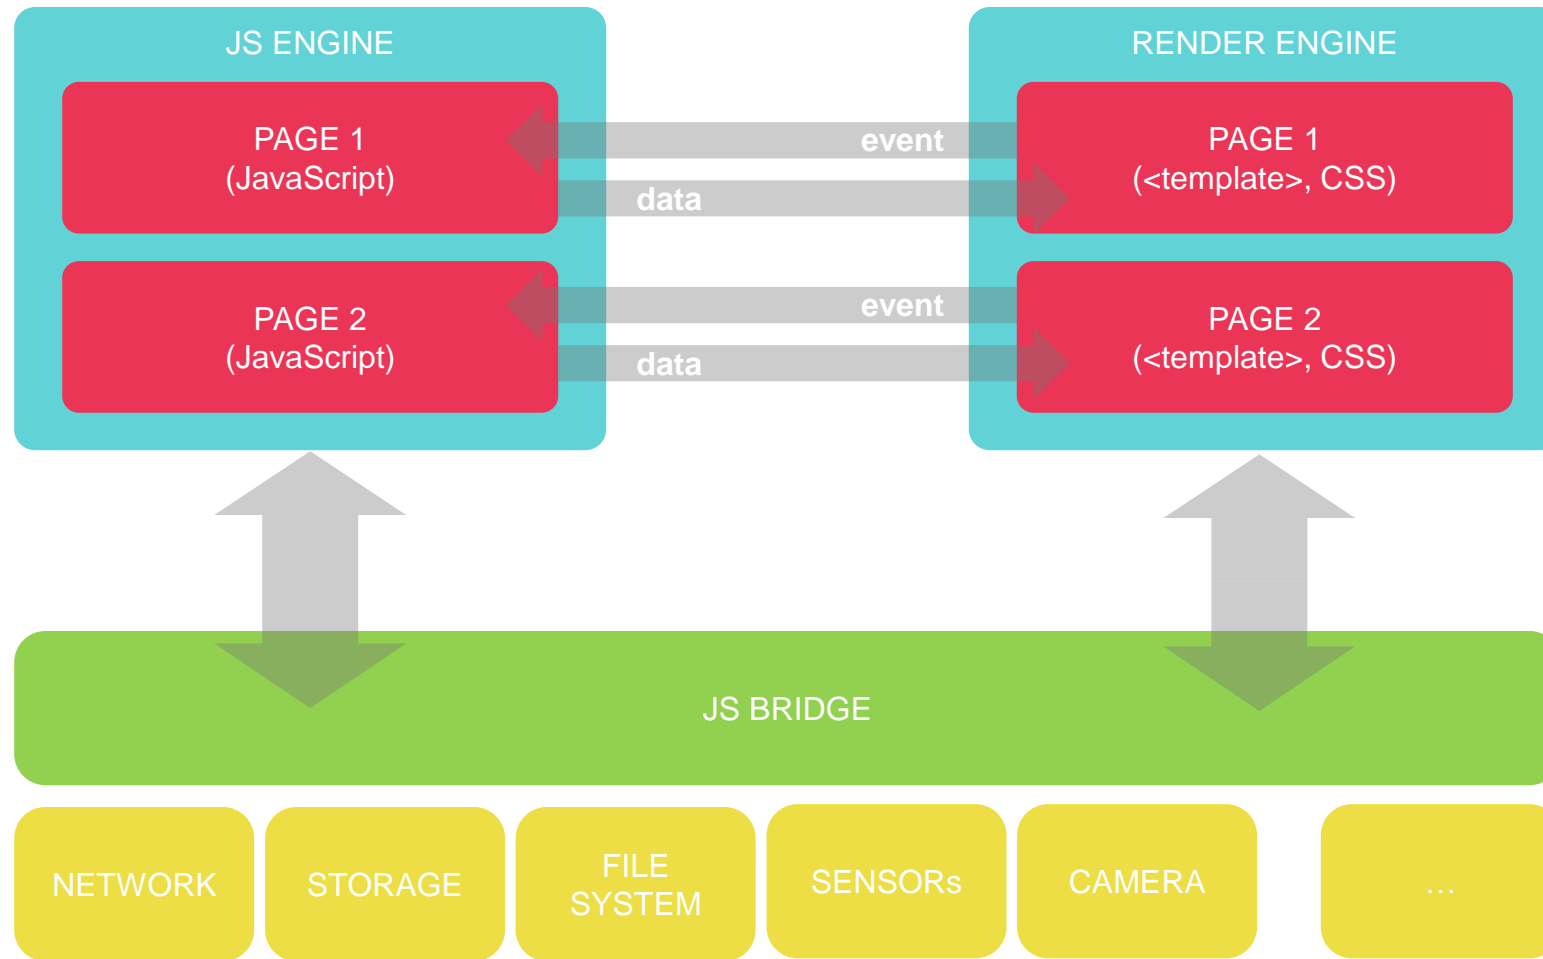 JS ENGINE
PAGE 1
(JavaScript)
PAGE 2
(JavaScript)
event
data
event
data
RENDER ENGINE
PAGE 1
(<template>, CSS)
PAGE 2
(<template>, CSS)
JS BRIDGE
NETWORK
STORAGE
FILE
SYSTEM
SENSORs
CAMERA
…